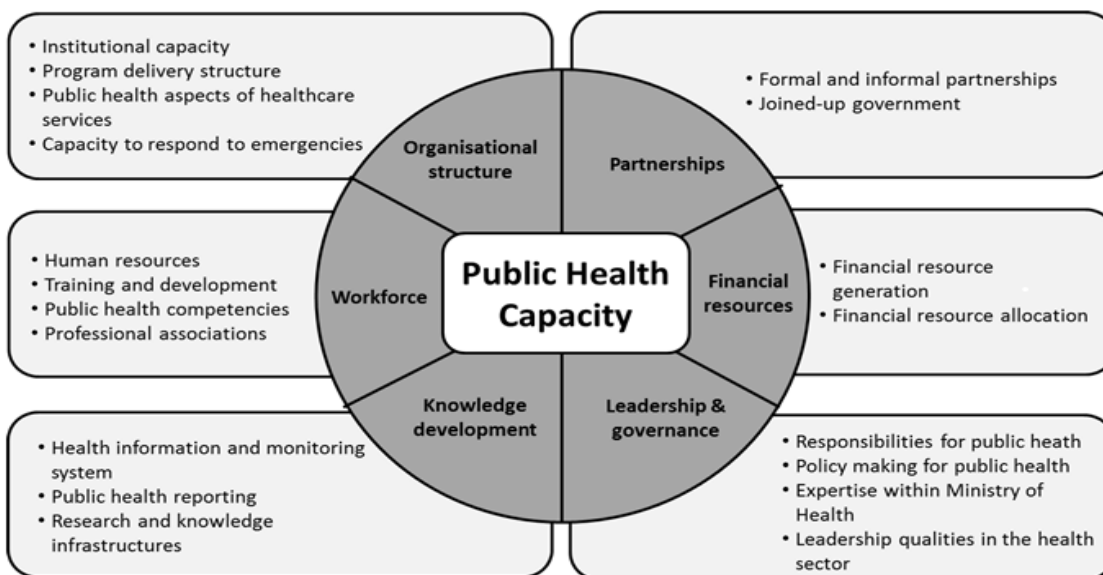 • Institutional capacity
• Program delivery structure
• Public health aspects of healthcare
services
• Capacity to respond to emergencies
• Formal and informal partnerships
• Joined-up government
Organisational
structure
Partnerships
• Human resources
• Training and development
• Public health competencies
• Professional associations
Workforce
Public Health
Capacity
Financial
resources
• Financial resource
generation
• Financial resource allocation
Knowledge
development
Leadership &
governance
• Health information and monitoring
system
• Public health reporting
• Research and knowledge
infrastructures
• Responsibilities for public heath
• Policy making for public health
• Expertise within Ministry of
Health
• Leadership qualities in the health
sector